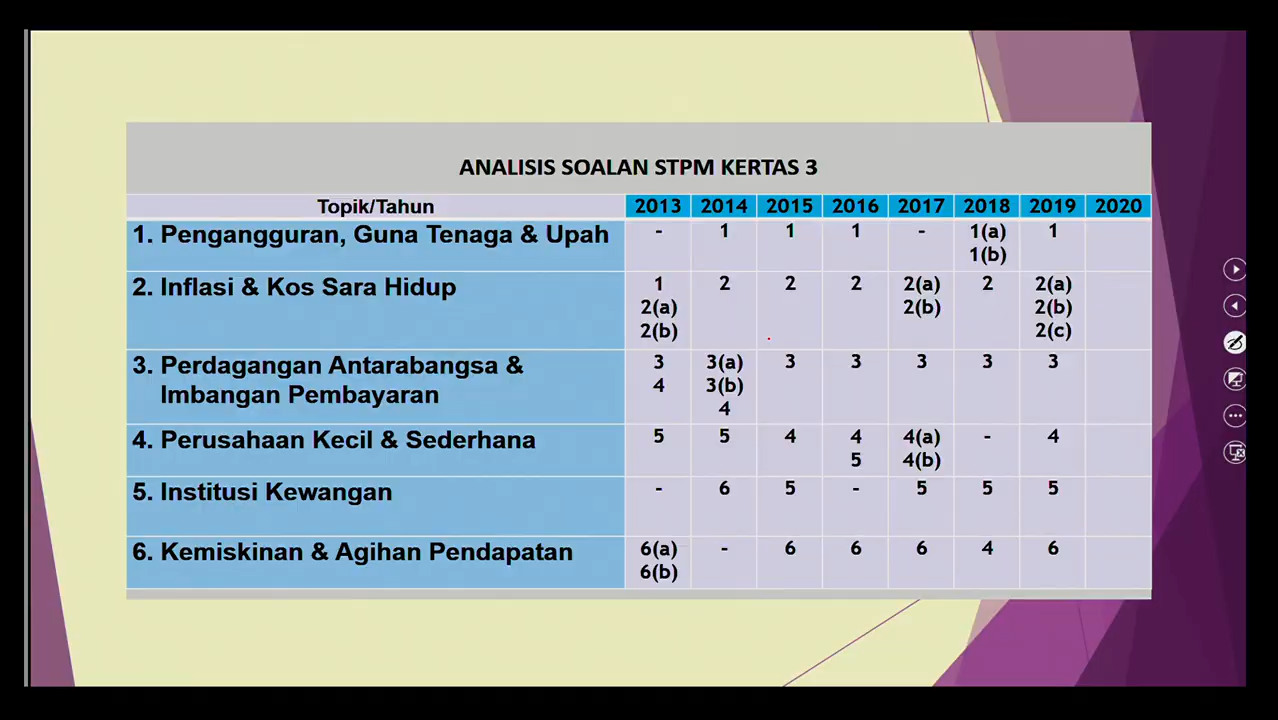 ANALISIS SOALAN STPM KERTAS 3
Topik/Tahun 2013 2014 2015 2016 2017 2018 2019 2020
1. Pengangguran, Guna Tenaga & Upah - 1 1 1 - 1(a) 1
1(b)
2. Inflasi & Kos Sara Hidup 1 2 2 2 2(a) 2 2(a)
2(a) 2(b) 2(b)
2(b) 2(c)
3. Perdagangan Antarabangsa & 3 3(a) 3 3 3 3 3
Imbangan Pembayaran 4 3(b)
4
4. Perusahaan Kecil & Sederhana 5 5 4 4 4(a) - 4
5 4(b)
5. Institusi Kewangan - 6 5 - 5 5 5
6. Kemiskinan & Agihan Pendapatan 6(a) - 6 6 6 4 6
6(b)